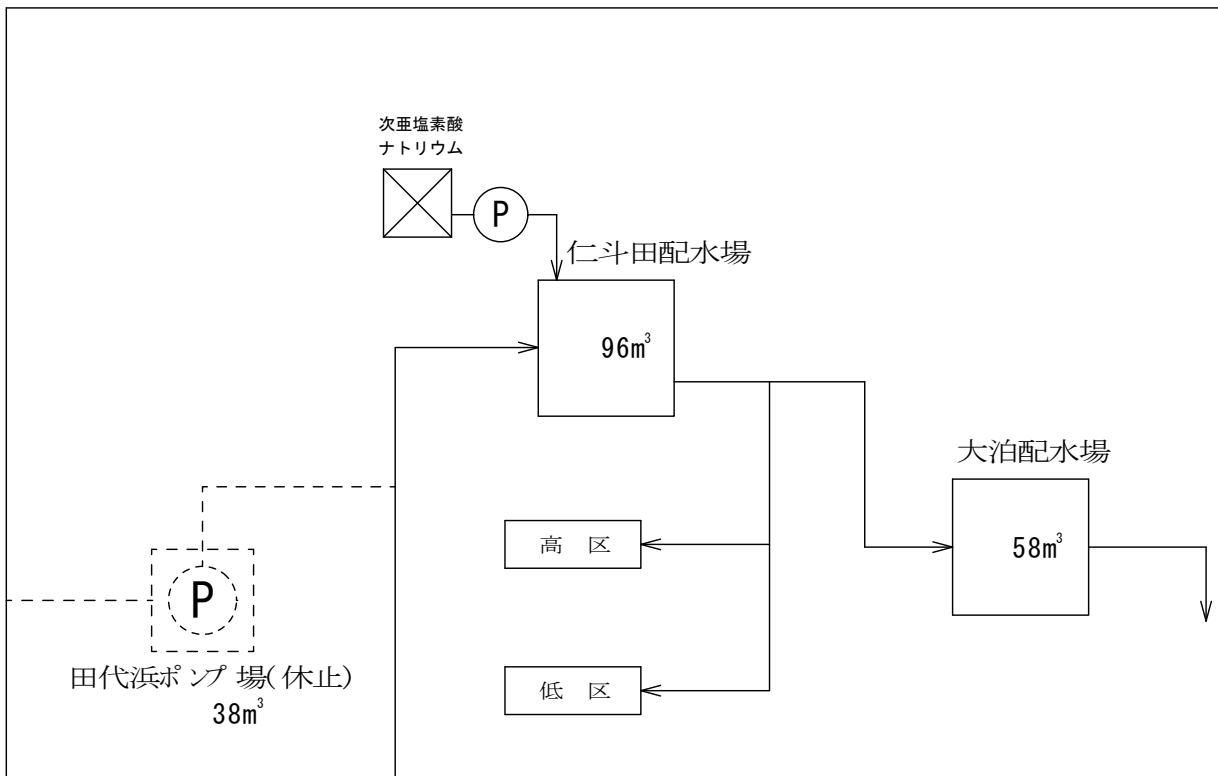 次亜塩素酸
ナトリウム
P
仁斗田配水場
96m³
大泊配水場
58m³
高 区
P
田代浜ポンプ場(休止)
38m³
低 区